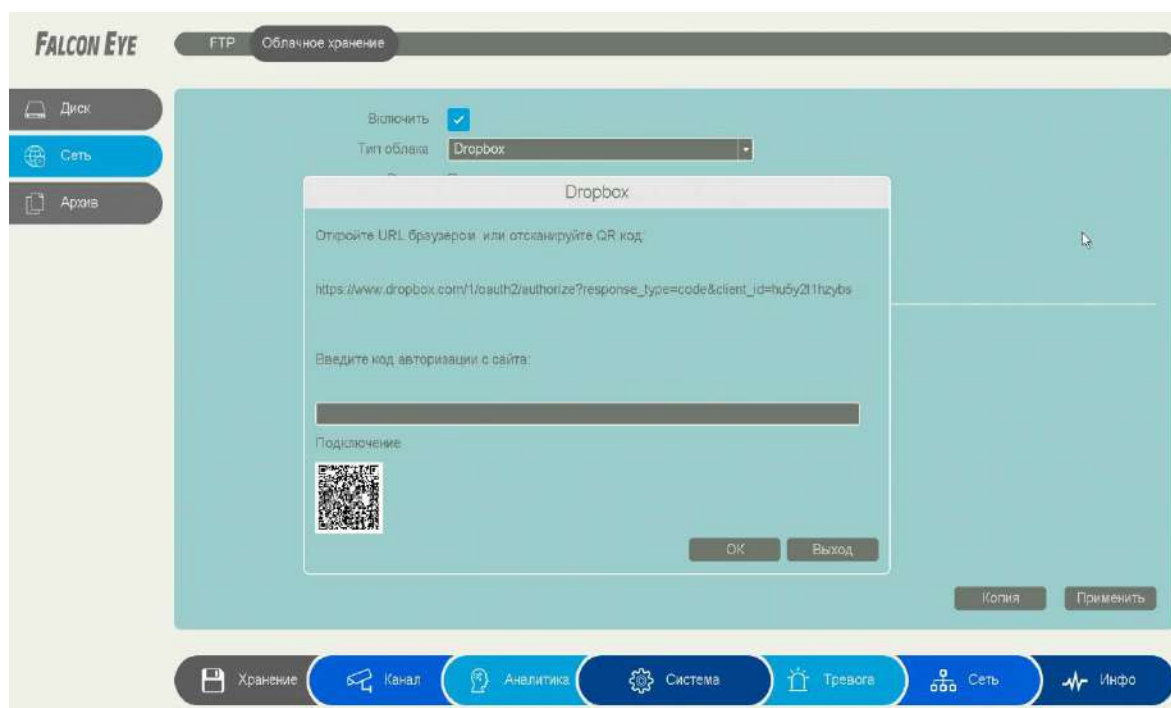 FALCON EYE
FTP Облачное хранение
Диск
Сеть
Архив
Включить
Тип облака Dropbox
Dropbox
Откройте URL браузером или отсканируйте QR код:
https://www.dropbox.com/1/oauth2/authorize?response_type=code&client_id=hu5y2t1hzybs
Введите код авторизации с сайта:
Подключение
OK Выход
Копия Применить
Хранение Канал Аналитика Система Тревога Сеть Инфо